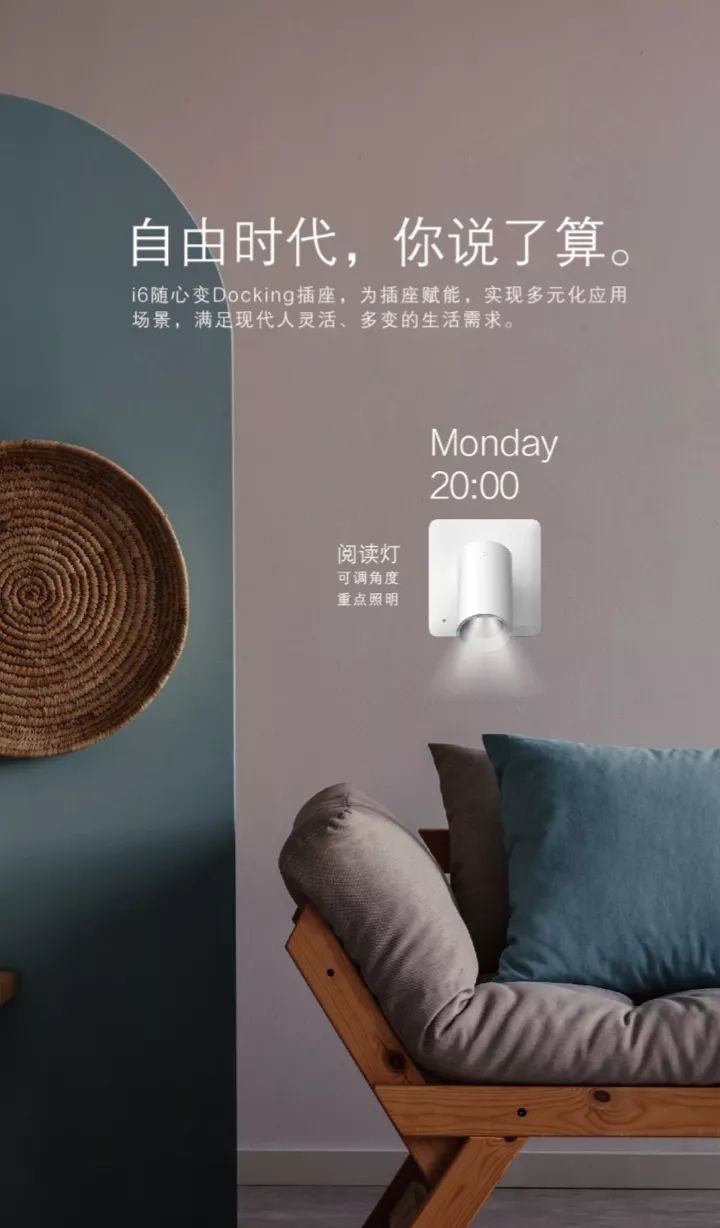 自由时代，你说了算。
i6随心变Docking插座，为插座赋能，实现多元化应用
场景，满足现代人灵活、多变的生活需求。
Monday
20:00
阅读灯
可调角度
重点照明